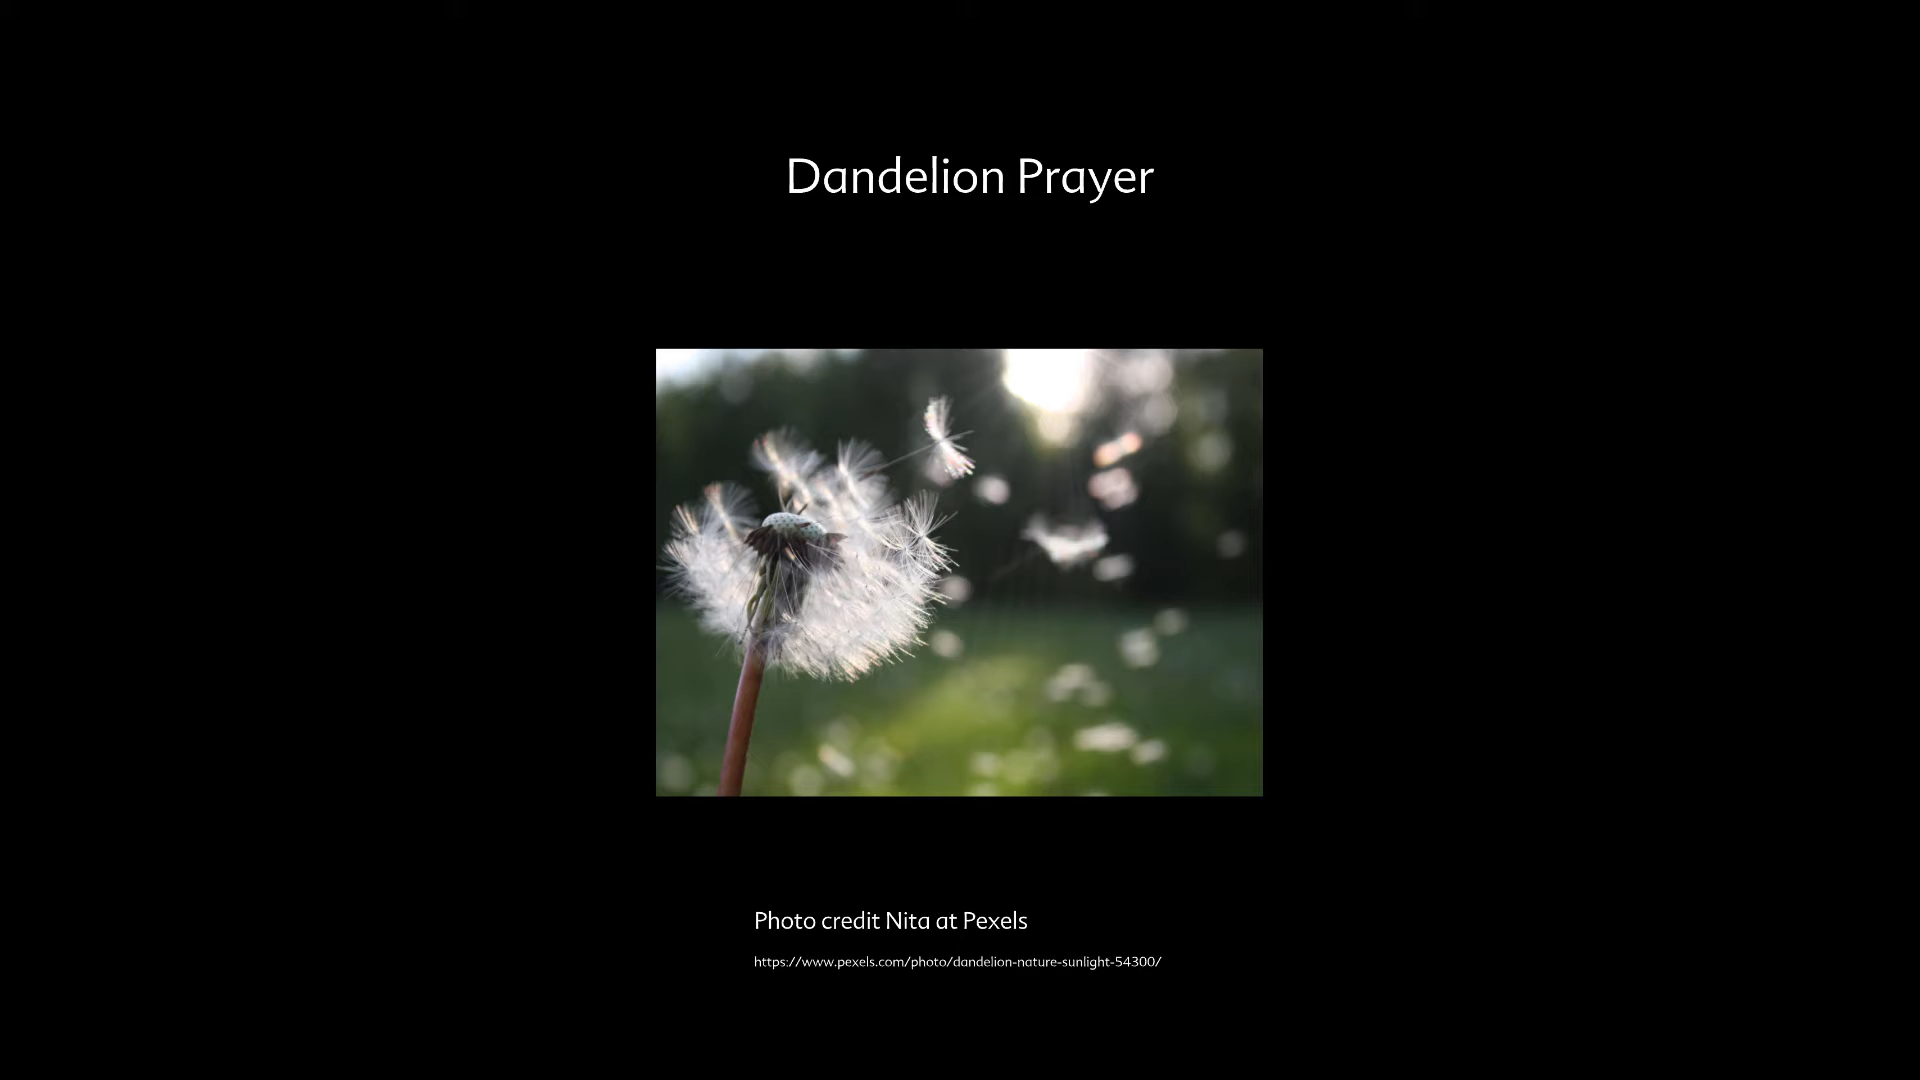 Dandelion Prayer
Photo credit Nita at Pexels
https://www.pexels.com/photo/dandelion-nature-sunlight-54300/